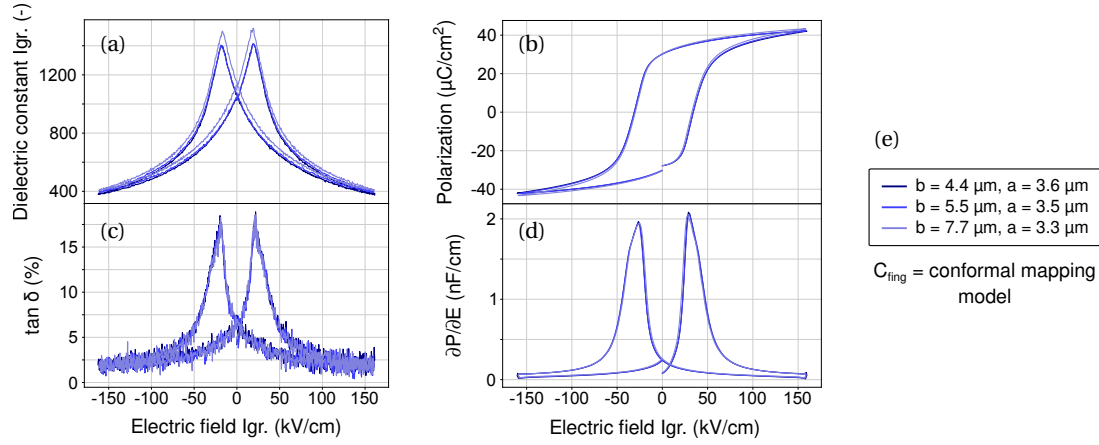 (a)
Dielectric constant Igr. (-)
1200
800
400
(b)
Polarization (µC/cm²)
40
20
0
-20
-40
(c)
tan δ (%)
15
10
5
0
-150 -100 -50 0 50 100 150
Electric field Igr. (kV/cm)
(d)
∂P/∂E (nF/cm)
2
1
0
-150 -100 -50 0 50 100 150
Electric field Igr. (kV/cm)
(e)
b = 4.4 µm, a = 3.6 µm
b = 5.5 µm, a = 3.5 µm
b = 7.7 µm, a = 3.3 µm
C_fing = conformal mapping
model